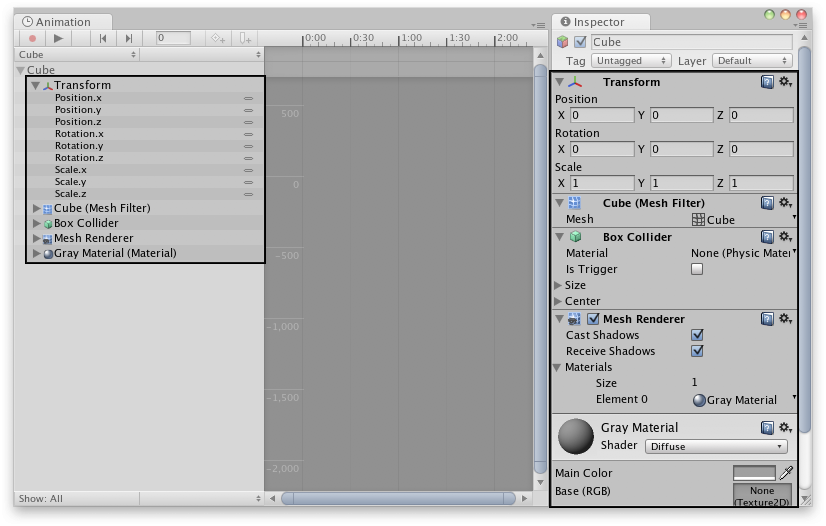 Animation
0
0:00 0:30 1:00 1:30 2:00
Cube
Cube
Transform
Position.x
Position.y
Position.z
Rotation.x
Rotation.y
Rotation.z
Scale.x
Scale.y
Scale.z
Cube (Mesh Filter)
Box Collider
Mesh Renderer
Gray Material (Material)
500
0
-500
-1,000
-1,500
-2,000
Show: All
Inspector
Cube
Tag Untagged Layer Default
Transform
Position
X 0 Y 0 Z 0
Rotation
X 0 Y 0 Z 0
Scale
X 1 Y 1 Z 1
Cube (Mesh Filter)
Mesh Cube
Box Collider
Material None (Physic Mater
Is Trigger
Size
Center
Mesh Renderer
Cast Shadows
Receive Shadows
Materials
Size 1
Element 0 Gray Material
Gray Material
Shader Diffuse
Main Color
Base (RGB) None
(Texture2D)